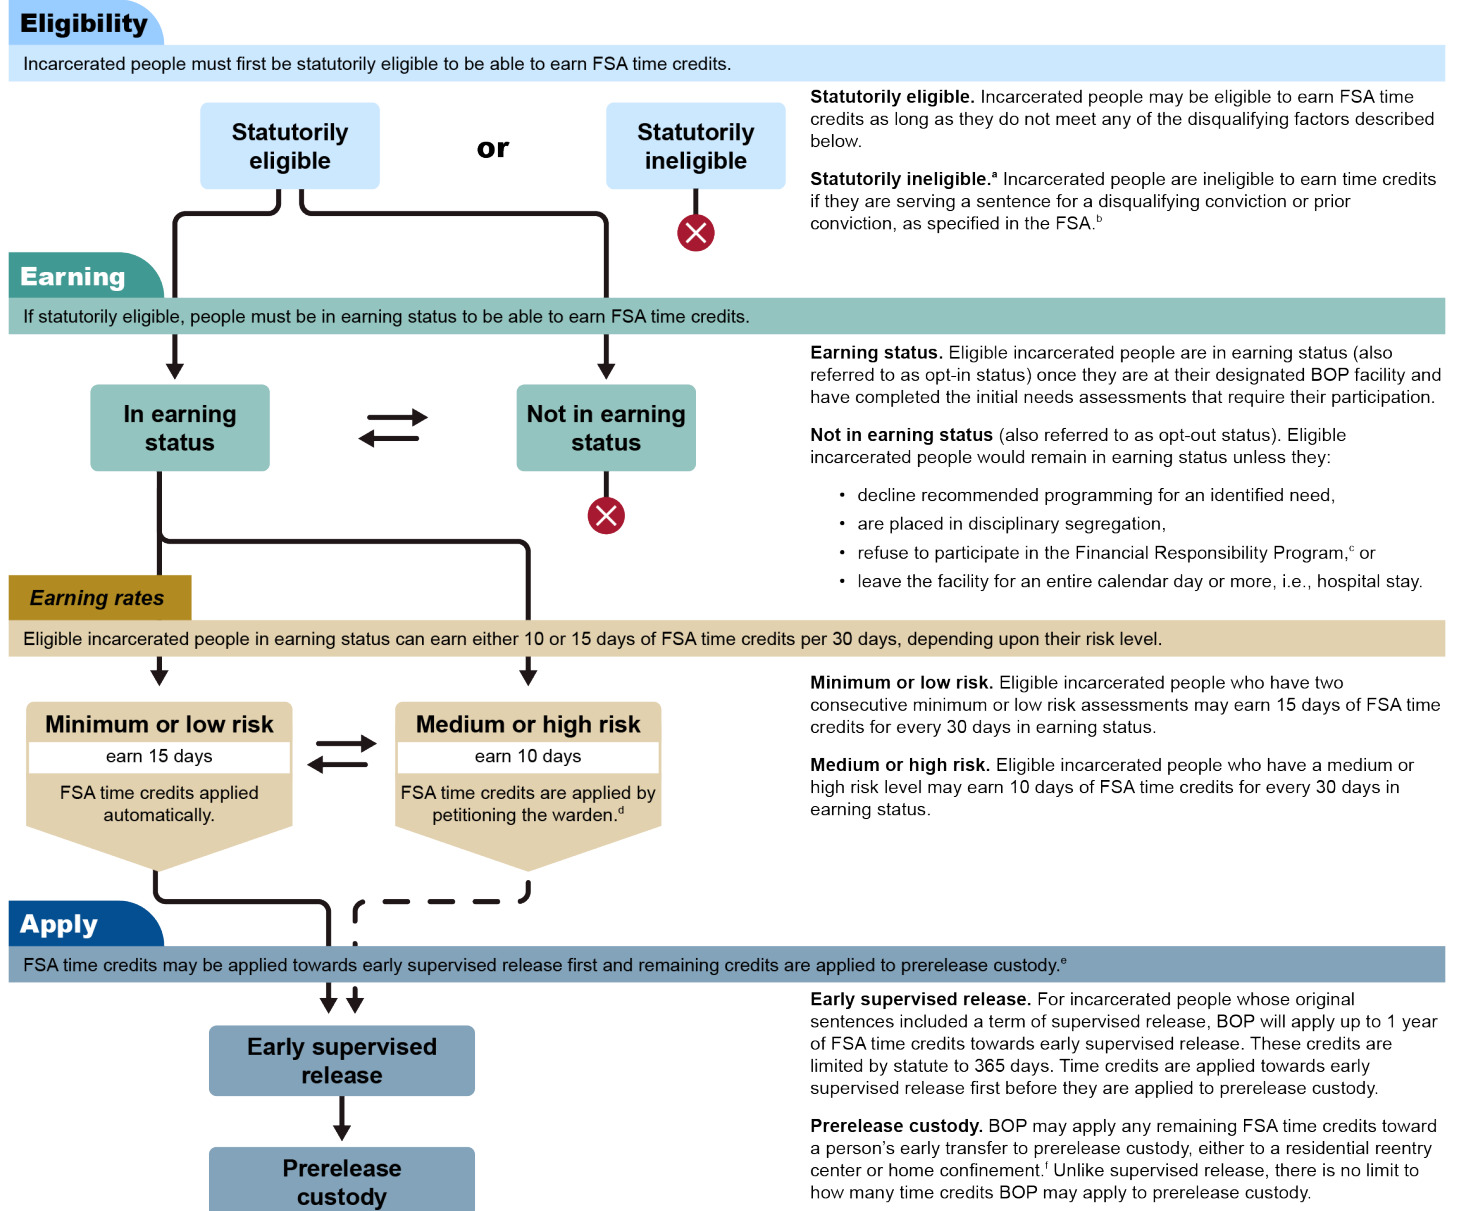 Eligibility
Incarcerated people must first be statutorily eligible to be able to earn FSA time credits.
Statutorily
eligible
or
Statutorily
ineligible
Statutorily eligible. Incarcerated people may be eligible to earn FSA time
credits as long as they do not meet any of the disqualifying factors described
below.
Statutorily ineligible.a Incarcerated people are ineligible to earn time credits
if they are serving a sentence for a disqualifying conviction or prior
conviction, as specified in the FSA.b
Earning
If statutorily eligible, people must be in earning status to be able to earn FSA time credits.
In earning
status
Not in earning
status
Earning status. Eligible incarcerated people are in earning status (also
referred to as opt-in status) once they are at their designated BOP facility and
have completed the initial needs assessments that require their participation.
Not in earning status (also referred to as opt-out status). Eligible
incarcerated people would remain in earning status unless they:
• decline recommended programming for an identified need,
• are placed in disciplinary segregation,
• refuse to participate in the Financial Responsibility Program,c or
• leave the facility for an entire calendar day or more, i.e., hospital stay.
Earning rates
Eligible incarcerated people in earning status can earn either 10 or 15 days of FSA time credits per 30 days, depending upon their risk level.
Minimum or low risk
earn 15 days
FSA time credits applied
automatically.
Medium or high risk
earn 10 days
FSA time credits are applied by
petitioning the warden.d
Minimum or low risk. Eligible incarcerated people who have two
consecutive minimum or low risk assessments may earn 15 days of FSA time
credits for every 30 days in earning status.
Medium or high risk. Eligible incarcerated people who have a medium or
high risk level may earn 10 days of FSA time credits for every 30 days in
earning status.
Apply
FSA time credits may be applied towards early supervised release first and remaining credits are applied to prerelease custody.e
Early supervised
release
Prerelease
custody
Early supervised release. For incarcerated people whose original
sentences included a term of supervised release, BOP will apply up to 1 year
of FSA time credits towards early supervised release. These credits are
limited by statute to 365 days. Time credits are applied towards early
supervised release first before they are applied to prerelease custody.
Prerelease custody. BOP may apply any remaining FSA time credits toward
a person's early transfer to prerelease custody, either to a residential reentry
center or home confinement.f Unlike supervised release, there is no limit to
how many time credits BOP may apply to prerelease custody.